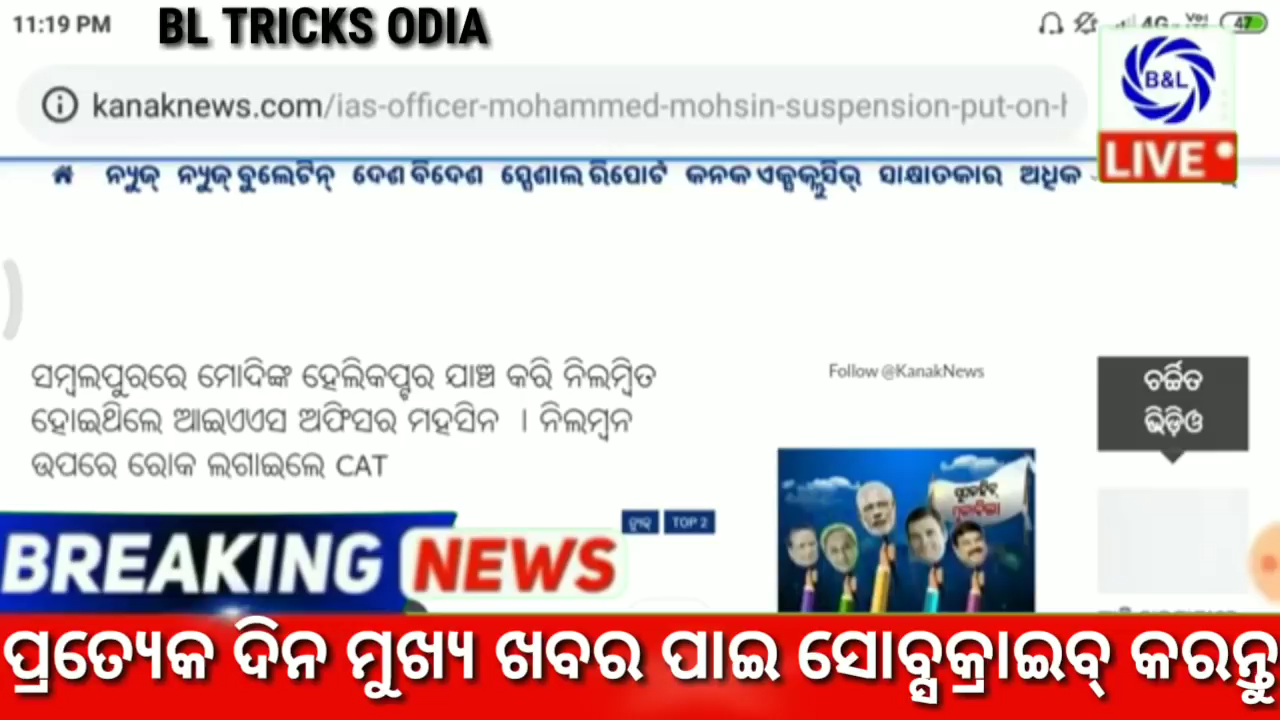 11:19 PM
BL TRICKS ODIA
4G
47
B&L
LIVE
kanaknews.com/ias-officer-mohammed-mohsin-suspension-put-on-h
ନ୍ୟୁଜ୍ ନ୍ୟୁଜ୍ ବୁଲେଟିନ୍ ଦେଶ ବିଦେଶ ସ୍ପେଶାଲ ରିପୋର୍ଟ କନକ ଏକ୍ସକ୍ଲୁସିଭ୍ ସାକ୍ଷାତକାର ଅଧିକ
ସମ୍ବଲପୁରରେ ମୋଦିଙ୍କ ହେଲିକପ୍ଟର ଯାଞ୍ଚ କରି ନିଲମ୍ବିତ
ହୋଇଥିଲେ ଆଇଏଏସ ଅଫିସର ମହସିନ । ନିଲମ୍ବନ
ଉପରେ ରୋକ ଲଗାଇଲେ CAT
Follow @KanakNews
ଚର୍ଚ୍ଚିତ
ଭିଡ଼ିଓ
ନ୍ୟୁଜ୍ TOP 2
BREAKING NEWS
ପ୍ରତ୍ୟେକ ଦିନ ମୁଖ୍ୟ ଖବର ପାଇ ସୋବ୍ସକ୍ରାଇବ୍ କରନ୍ତୁ